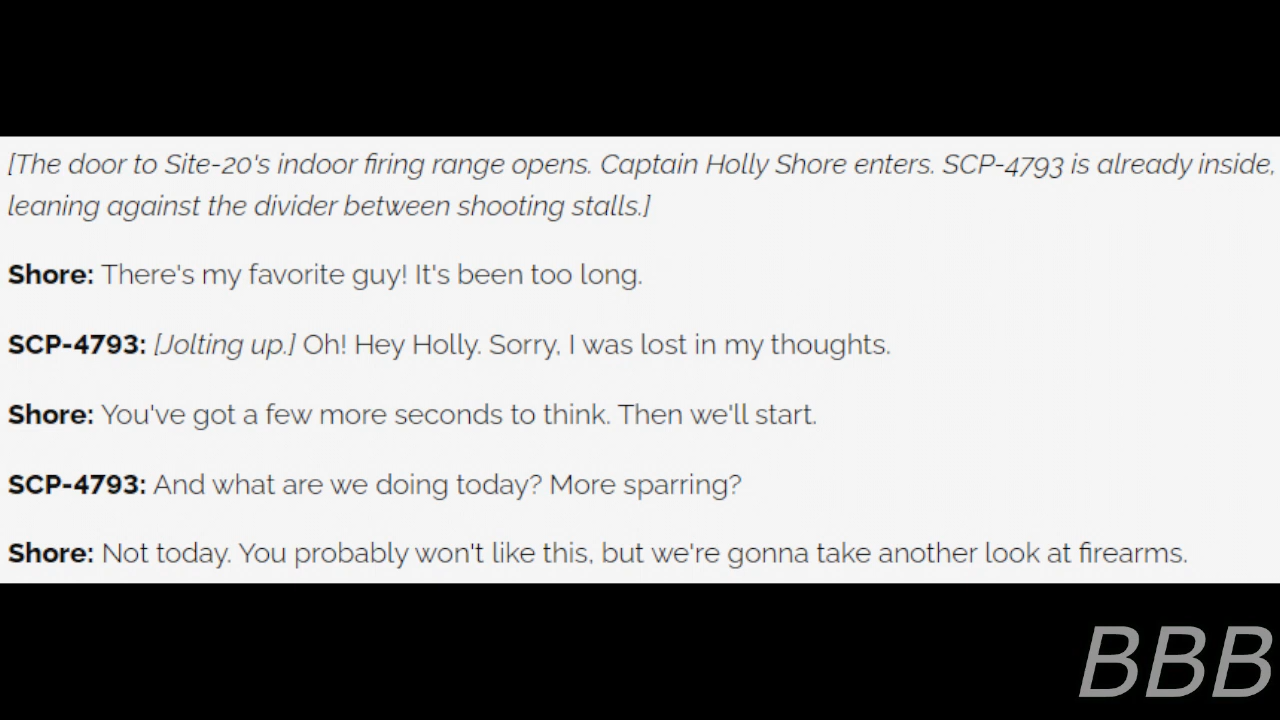 [The door to Site-20's indoor firing range opens. Captain Holly Shore enters. SCP-4793 is already inside,
leaning against the divider between shooting stalls.]
Shore: There's my favorite guy! It's been too long.
SCP-4793: [Jolting up.] Oh! Hey Holly. Sorry, I was lost in my thoughts.
Shore: You've got a few more seconds to think. Then we'll start.
SCP-4793: And what are we doing today? More sparring?
Shore: Not today. You probably won't like this, but we're gonna take another look at firearms.
BBB